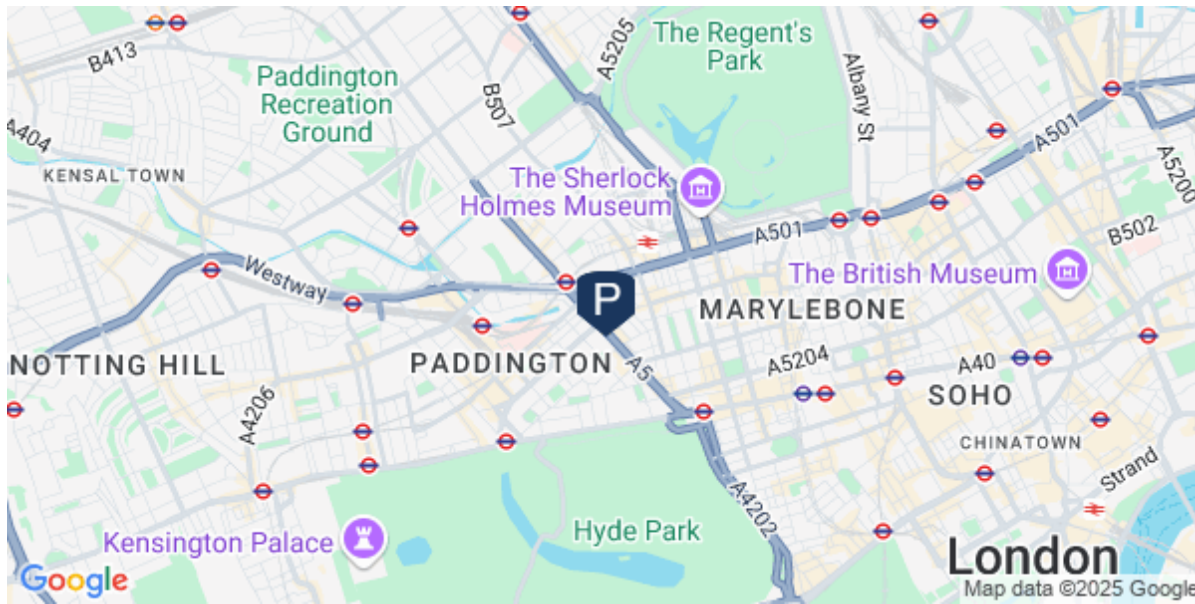 B413
A5205
The Regent's
Park
Albany St
Paddington
Recreation
Ground
B507
A501
A404
KENSAL TOWN
The Sherlock
Holmes Museum
A5200
A501
B502
Westway
The British Museum
P
MARYLEBONE
NOTTING HILL
PADDINGTON
A5
A5204
A40
SOHO
A4206
CHINATOWN
Strand
A4202
Kensington Palace
Hyde Park
London
Google
Map data ©2025 Google